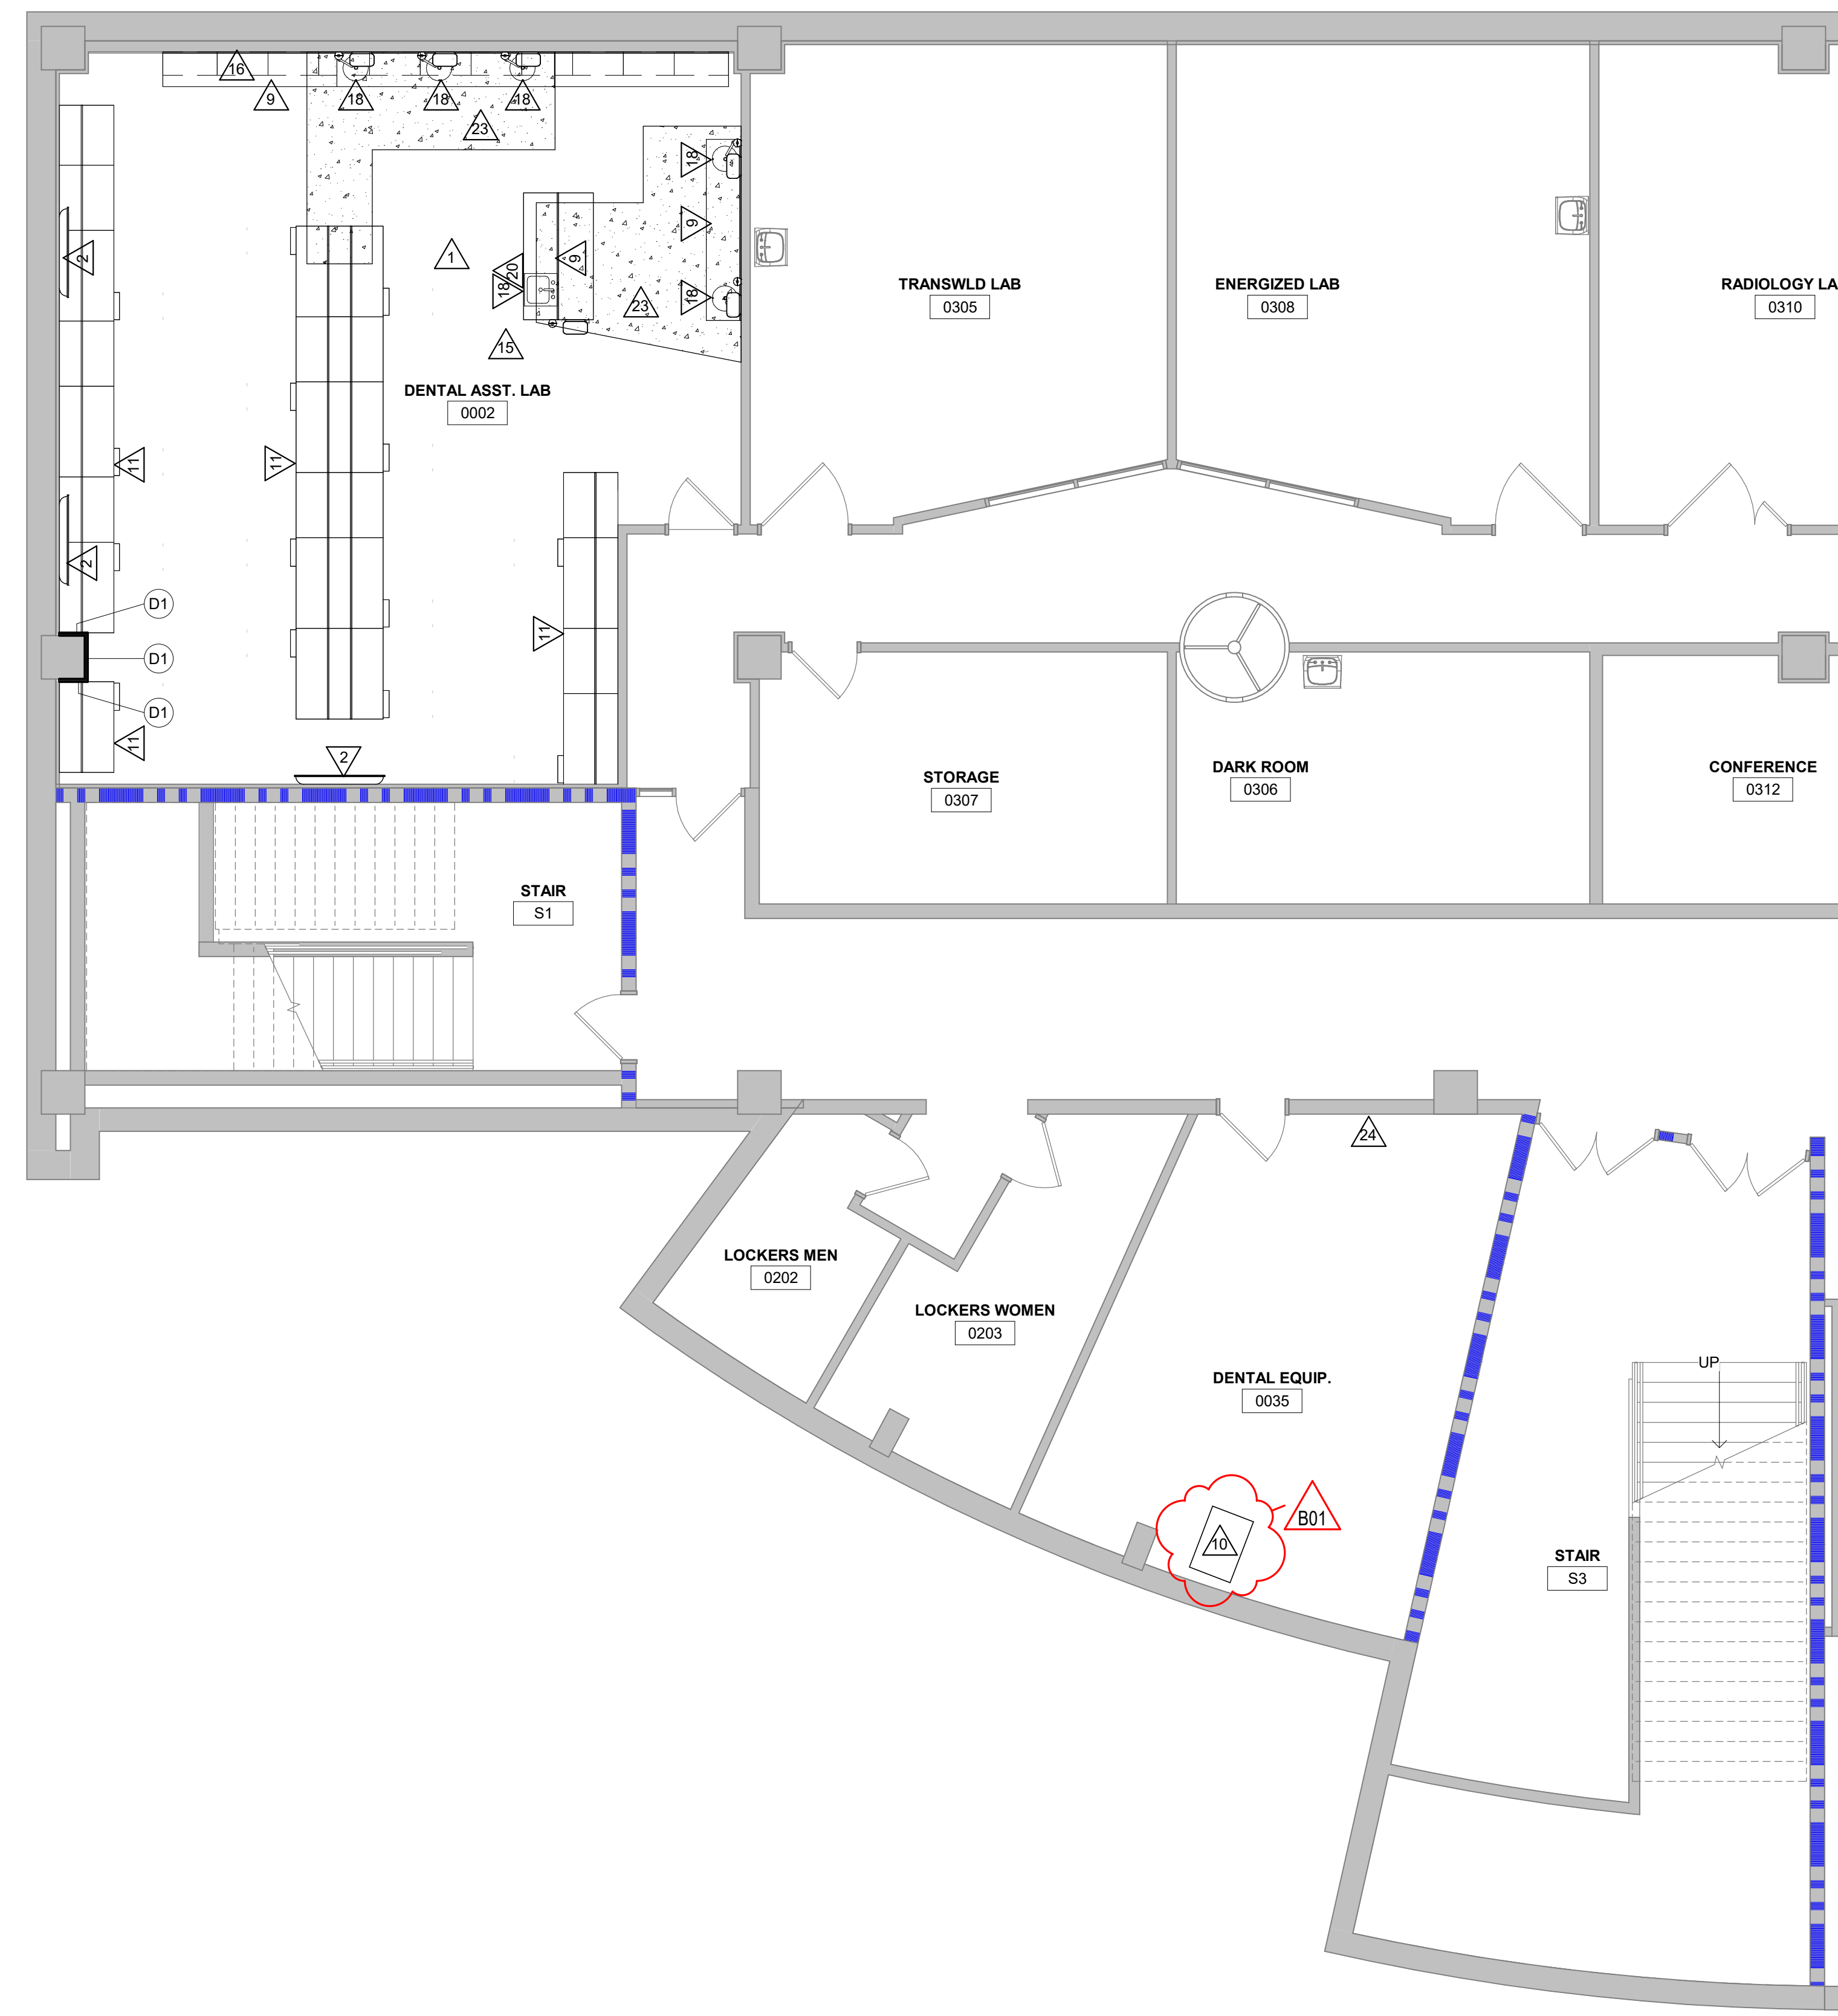 16
9
18
18
18
23
18
9
2
1
20
9
18
18
23
15
TRANSWLD LAB
0305
ENERGIZED LAB
0308
RADIOLOGY LA
0310
DENTAL ASST. LAB
0002
11
11
2
D1
11
D1
D1
11
2
STORAGE
0307
DARK ROOM
0306
CONFERENCE
0312
STAIR
S1
24
LOCKERS MEN
0202
LOCKERS WOMEN
0203
UP
DENTAL EQUIP.
0035
B01
10
STAIR
S3